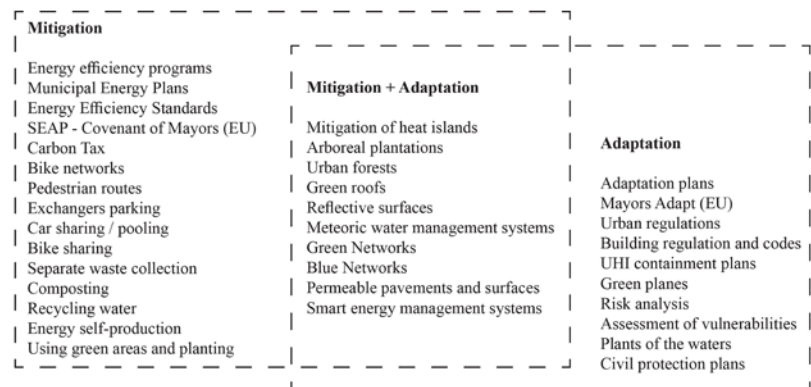 Mitigation
Energy efficiency programs
Municipal Energy Plans
Energy Efficiency Standards
SEAP - Covenant of Mayors (EU)
Carbon Tax
Bike networks
Pedestrian routes
Exchangers parking
Car sharing / pooling
Bike sharing
Separate waste collection
Composting
Recycling water
Energy self-production
Using green areas and planting
Mitigation + Adaptation
Mitigation of heat islands
Arboreal plantations
Urban forests
Green roofs
Reflective surfaces
Meteoric water management systems
Green Networks
Blue Networks
Permeable pavements and surfaces
Smart energy management systems
Adaptation
Adaptation plans
Mayors Adapt (EU)
Urban regulations
Building regulation and codes
UHI containment plans
Green planes
Risk analysis
Assessment of vulnerabilities
Plants of the waters
Civil protection plans